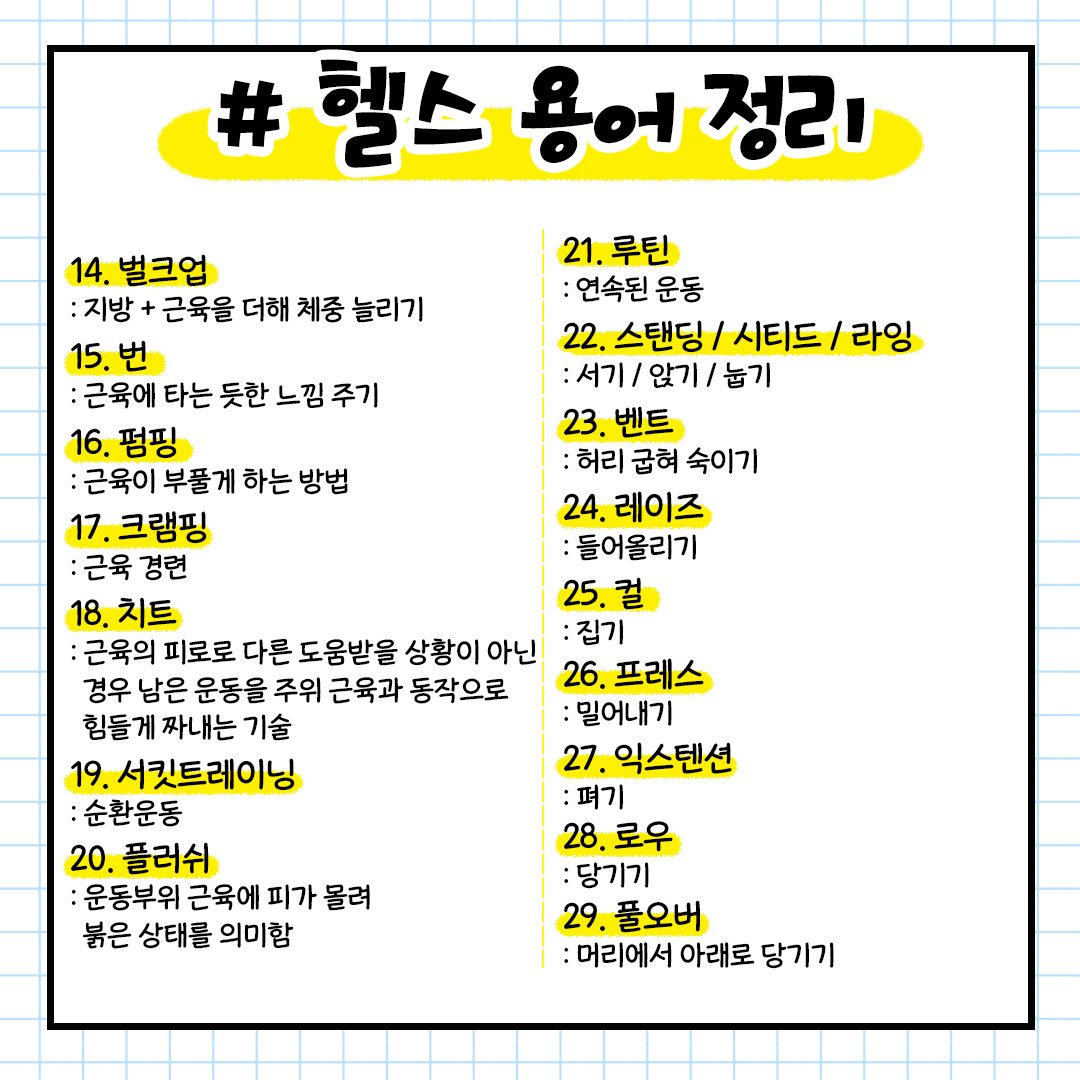 # 헬스 용어 정리
14. 벌크업
: 지방 + 근육을 더해 체중 늘리기
15. 번
: 근육에 타는 듯한 느낌 주기
16. 펌핑
: 근육이 부풀게 하는 방법
17. 크램핑
: 근육 경련
18. 치트
: 근육의 피로로 다른 도움받을 상황이 아닌
경우 남은 운동을 주위 근육과 동작으로
힘들게 짜내는 기술
19. 서킷트레이닝
: 순환운동
20. 플러쉬
: 운동부위 근육에 피가 몰려
붉은 상태를 의미함
21. 루틴
: 연속된 운동
22. 스탠딩 / 시티드 / 라잉
: 서기 / 앉기 / 눕기
23. 벤트
: 허리 굽혀 숙이기
24. 레이즈
: 들어올리기
25. 컬
: 집기
26. 프레스
: 밀어내기
27. 익스텐션
: 펴기
28. 로우
: 당기기
29. 풀오버
: 머리에서 아래로 당기기